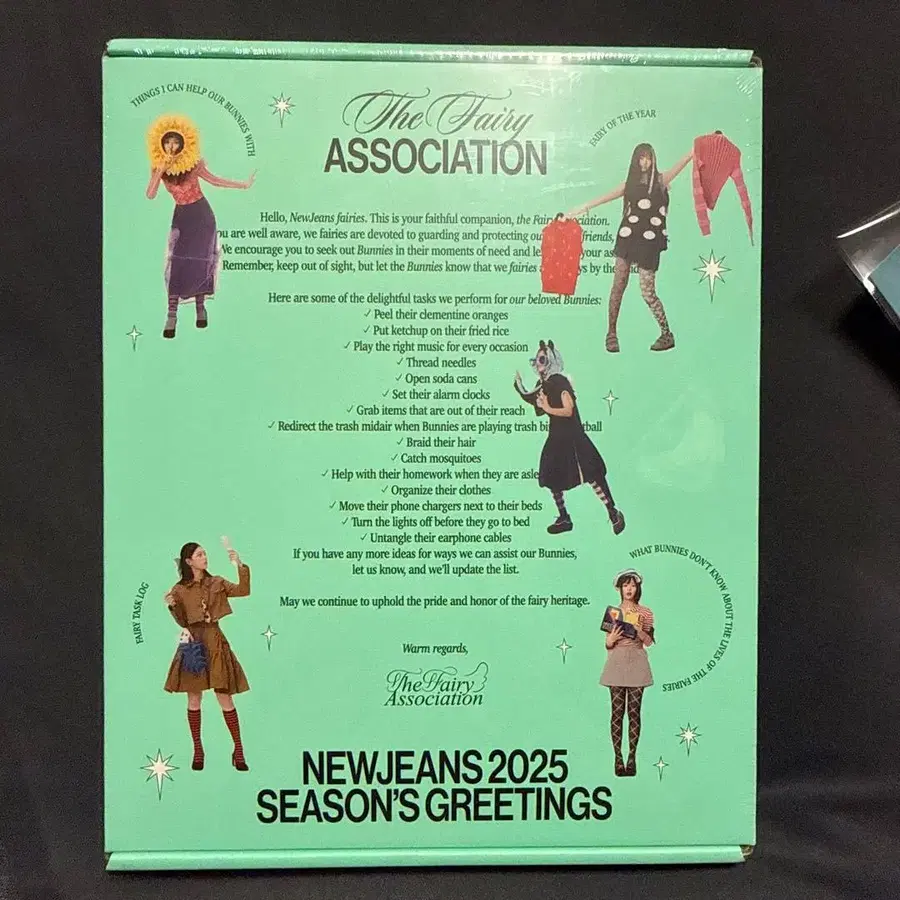 THINGS I CAN HELP OUR BUNNIES WITH
The Fairy
ASSOCIATION
FAIRY OF THE YEAR
Hello, NewJeans fairies. This is your faithful companion, the
you are well aware, we fairies are devoted to guarding and protecting friends,
We encourage you to seek out Bunnies in their moments of need and
Remember, keep out of sight, but let the Bunnies know that we fairies by the
Here are some of the delightful tasks we perform for our beloved Bunnies:
✓ Peel their clementine oranges
✓ Put ketchup on their fried rice
✓ Play the right music for every occasion
✓ Thread needles
✓ Open soda cans
✓ Set their alarm clocks
✓ Grab items that are out of their reach
✓ Redirect the trash midair when Bunnies are playing trash
✓ Braid their hair
✓ Catch mosquitoes
✓ Help with their homework when they are
✓ Organize their clothes
✓ Move their phone chargers next to their beds
✓ Turn the lights off before they go to bed
✓ Untangle their earphone cables
If you have any more ideas for ways we can assist our Bunnies,
let us know, and we'll update the list.
May we continue to uphold the pride and honor of the fairy heritage.
FAIRY TASK LOG
WHAT BUNNIES DON'T KNOW ABOUT THE LIVES OF THE FAIRIES
Warm regards,
The Fairy
Association
NEWJEANS 2025
SEASON'S GREETINGS